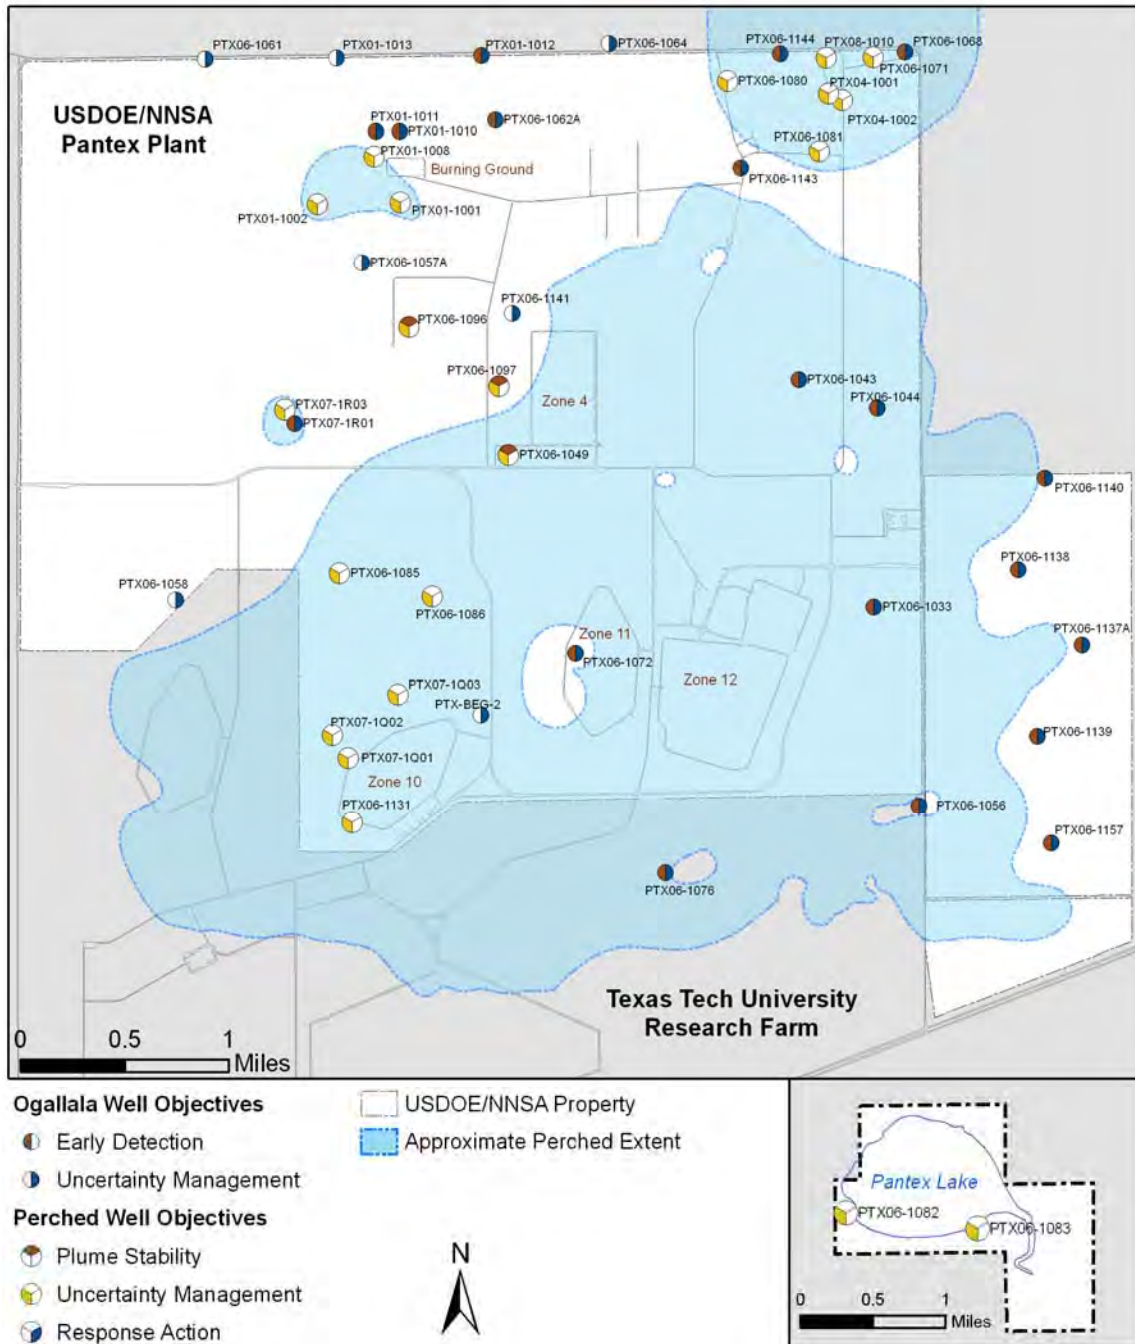 PTX06-1061
PTX01-1013
PTX01-1012
PTX06-1064
PTX06-1144
PTX08-1010
PTX06-1068
PTX06-1071
PTX06-1080
PTX04-1001
PTX04-1002
USDOE/NNSA
Pantex Plant
PTX01-1011
PTX01-1010
PTX06-1062A
PTX01-1008
Burning Ground
PTX06-1081
PTX06-1143
PTX01-1002
PTX01-1001
PTX06-1057A
PTX06-1141
PTX06-1096
PTX06-1097
PTX06-1043
Zone 4
PTX06-1044
PTX07-1R03
PTX07-1R01
PTX06-1049
PTX06-1140
PTX06-1085
PTX06-1138
PTX06-1058
PTX06-1086
PTX06-1033
Zone 11
PTX06-1137A
PTX06-1072
Zone 12
PTX07-1Q03
PTX-BEG-2
PTX07-1Q02
PTX06-1139
PTX07-1Q01
Zone 10
PTX06-1131
PTX06-1056
PTX06-1157
PTX06-1076
Texas Tech University
Research Farm
0 0.5 1
Miles
Ogallala Well Objectives
Early Detection
Uncertainty Management
Perched Well Objectives
Plume Stability
Uncertainty Management
Response Action
USDOE/NNSA Property
Approximate Perched Extent
N
Pantex Lake
PTX06-1082
PTX06-1083
0 0.5 1
Miles